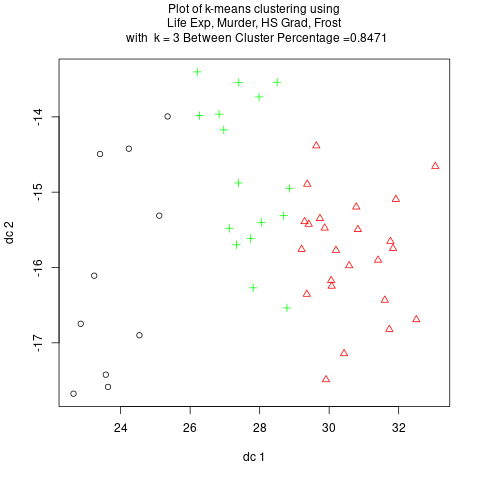 Plot of k-means clustering using
Life Exp, Murder, HS Grad, Frost
with k = 3 Between Cluster Percentage =0.8471
-14
-15
-16
-17
dc 2
24
26
28
30
32
dc 1